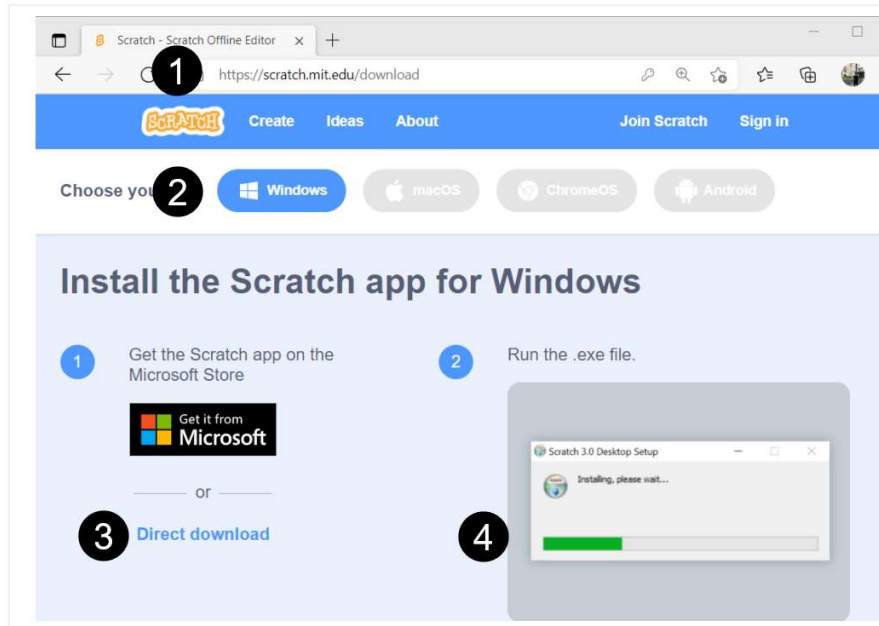 Scratch - Scratch Offline Editor
1
https://scratch.mit.edu/download
SCRATCH Create Ideas About Join Scratch Sign in
Choose you
2
Windows macOS ChromeOS Android
Install the Scratch app for Windows
1 Get the Scratch app on the
Microsoft Store
Get it from
Microsoft
or
3 Direct download
2 Run the .exe file.
Scratch 3.0 Desktop Setup
Installing, please wait...
4